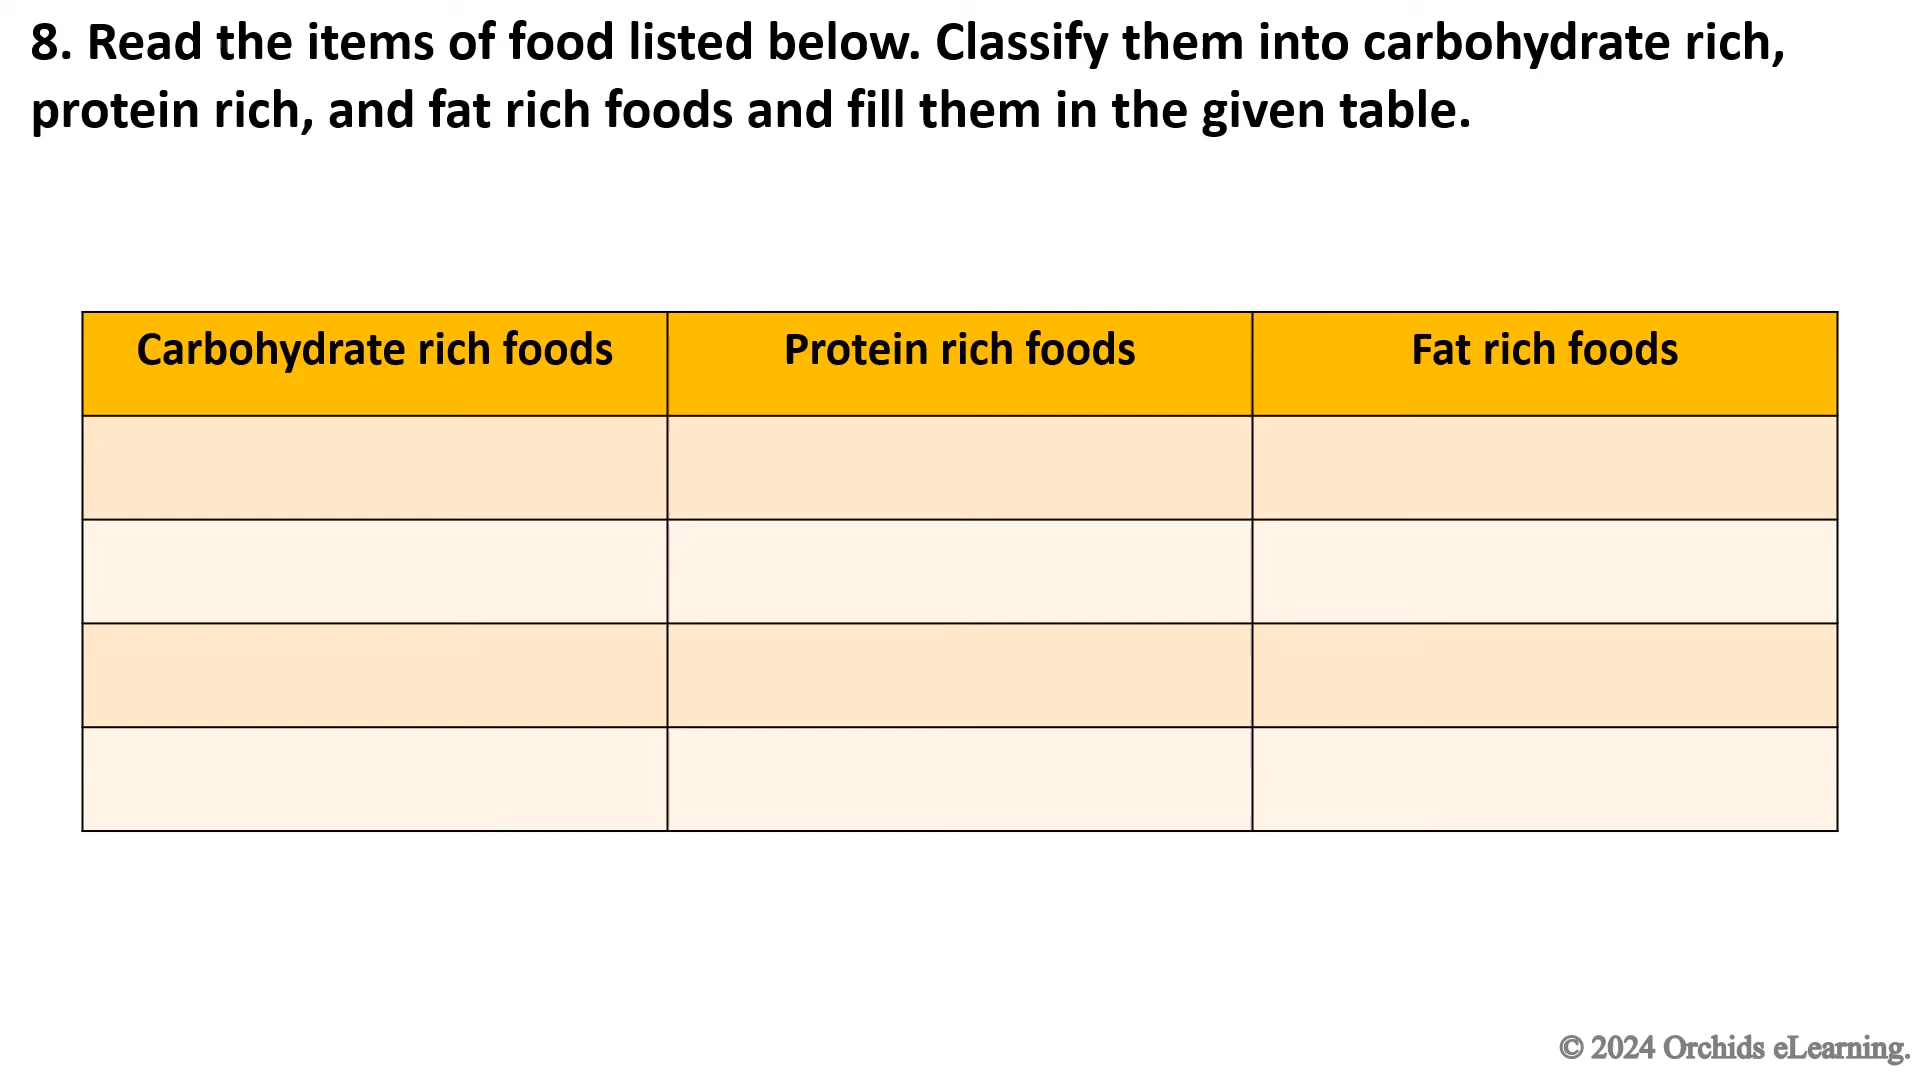 8. Read the items of food listed below. Classify them into carbohydrate rich,
protein rich, and fat rich foods and fill them in the given table.
Carbohydrate rich foods
Protein rich foods
Fat rich foods
© 2024 Orchids eLearning.